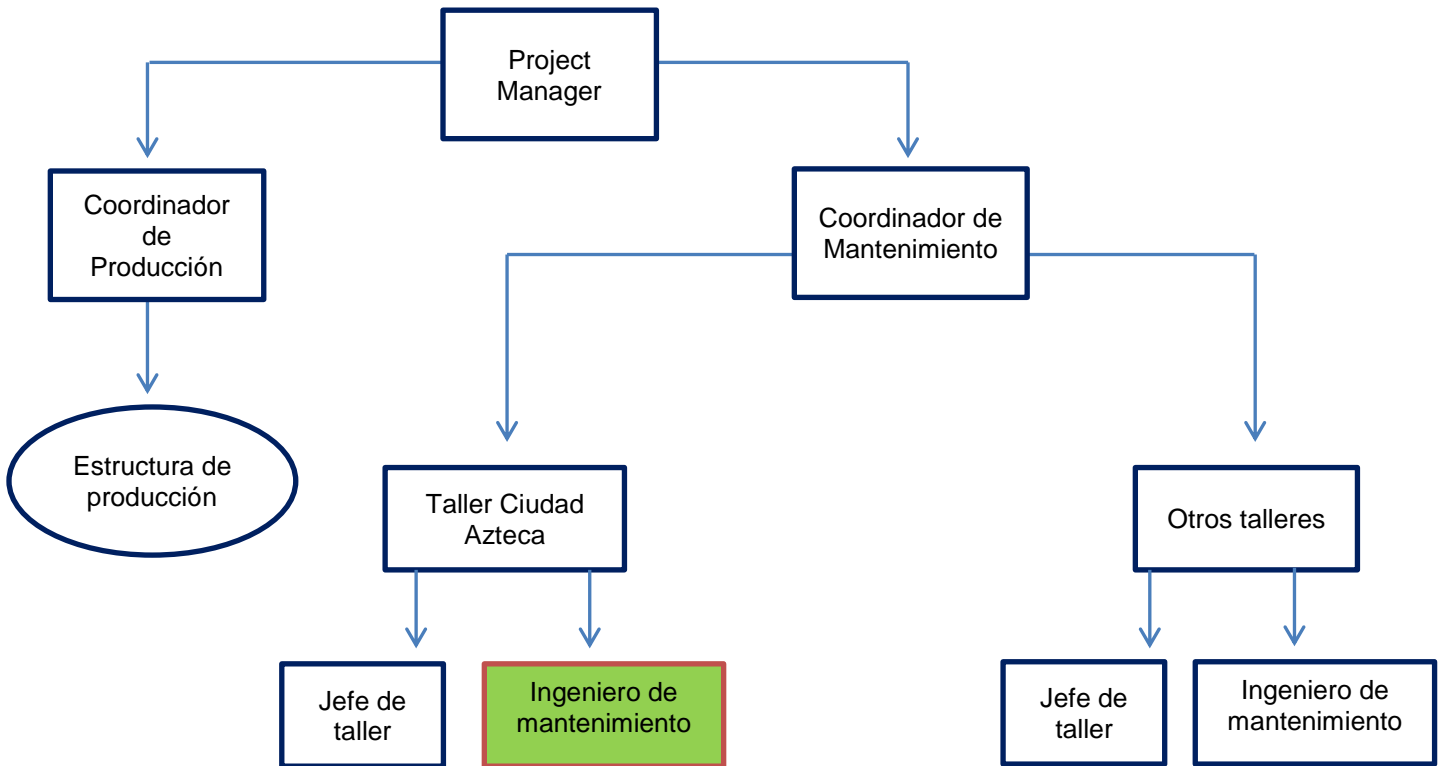 Project
Manager
Coordinador
de
Producción
Coordinador de
Mantenimiento
Estructura de
producción
Taller Ciudad
Azteca
Otros talleres
Jefe de
taller
Ingeniero de
mantenimiento
Jefe de
taller
Ingeniero de
mantenimiento